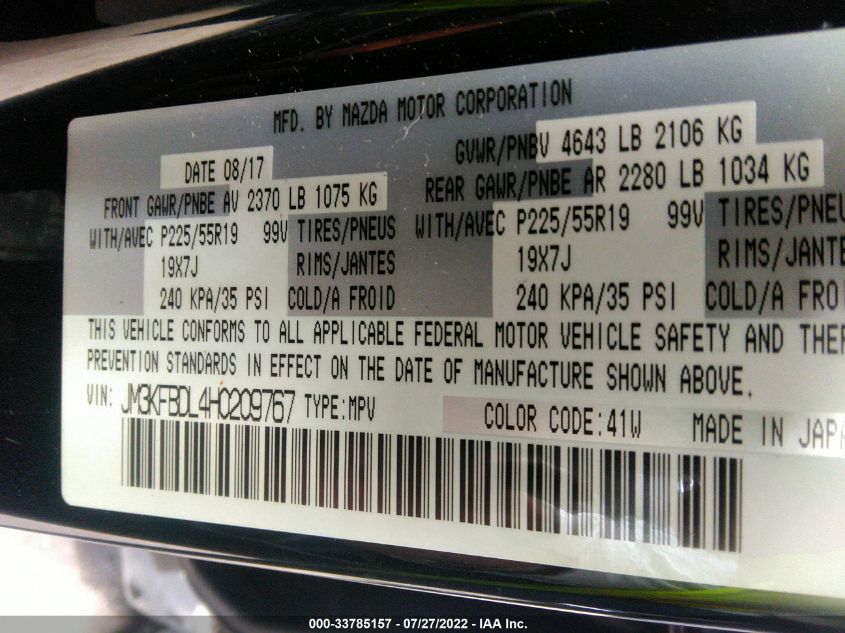 MFD. BY MAZDA MOTOR CORPORATION
DATE 08/17 GVWR/PNBV 4643 LB 2106 KG
FRONT GAWR/PNBE AV 2370 LB 1075 KG REAR GAWR/PNBE AR 2280 LB 1034 KG
WITH/AVEC P225/55R19 99V TIRES/PNEUS WITH/AVEC P225/55R19 99V TIRES/PNEU
19X7J RIMS/JANTES 19X7J RIMS/JANTE
240 KPA/35 PSI COLD/A FROID 240 KPA/35 PSI COLD/A FROI
THIS VEHICLE CONFORMS TO ALL APPLICABLE FEDERAL MOTOR VEHICLE SAFETY AND THEF
PREVENTION STANDARDS IN EFFECT ON THE DATE OF MANUFACTURE SHOWN ABOVE.
VIN: JM3KFBDL4H0209767 TYPE:MPV COLOR CODE:41W MADE IN JAPA
000-33785157 - 07/27/2022 - IAA Inc.